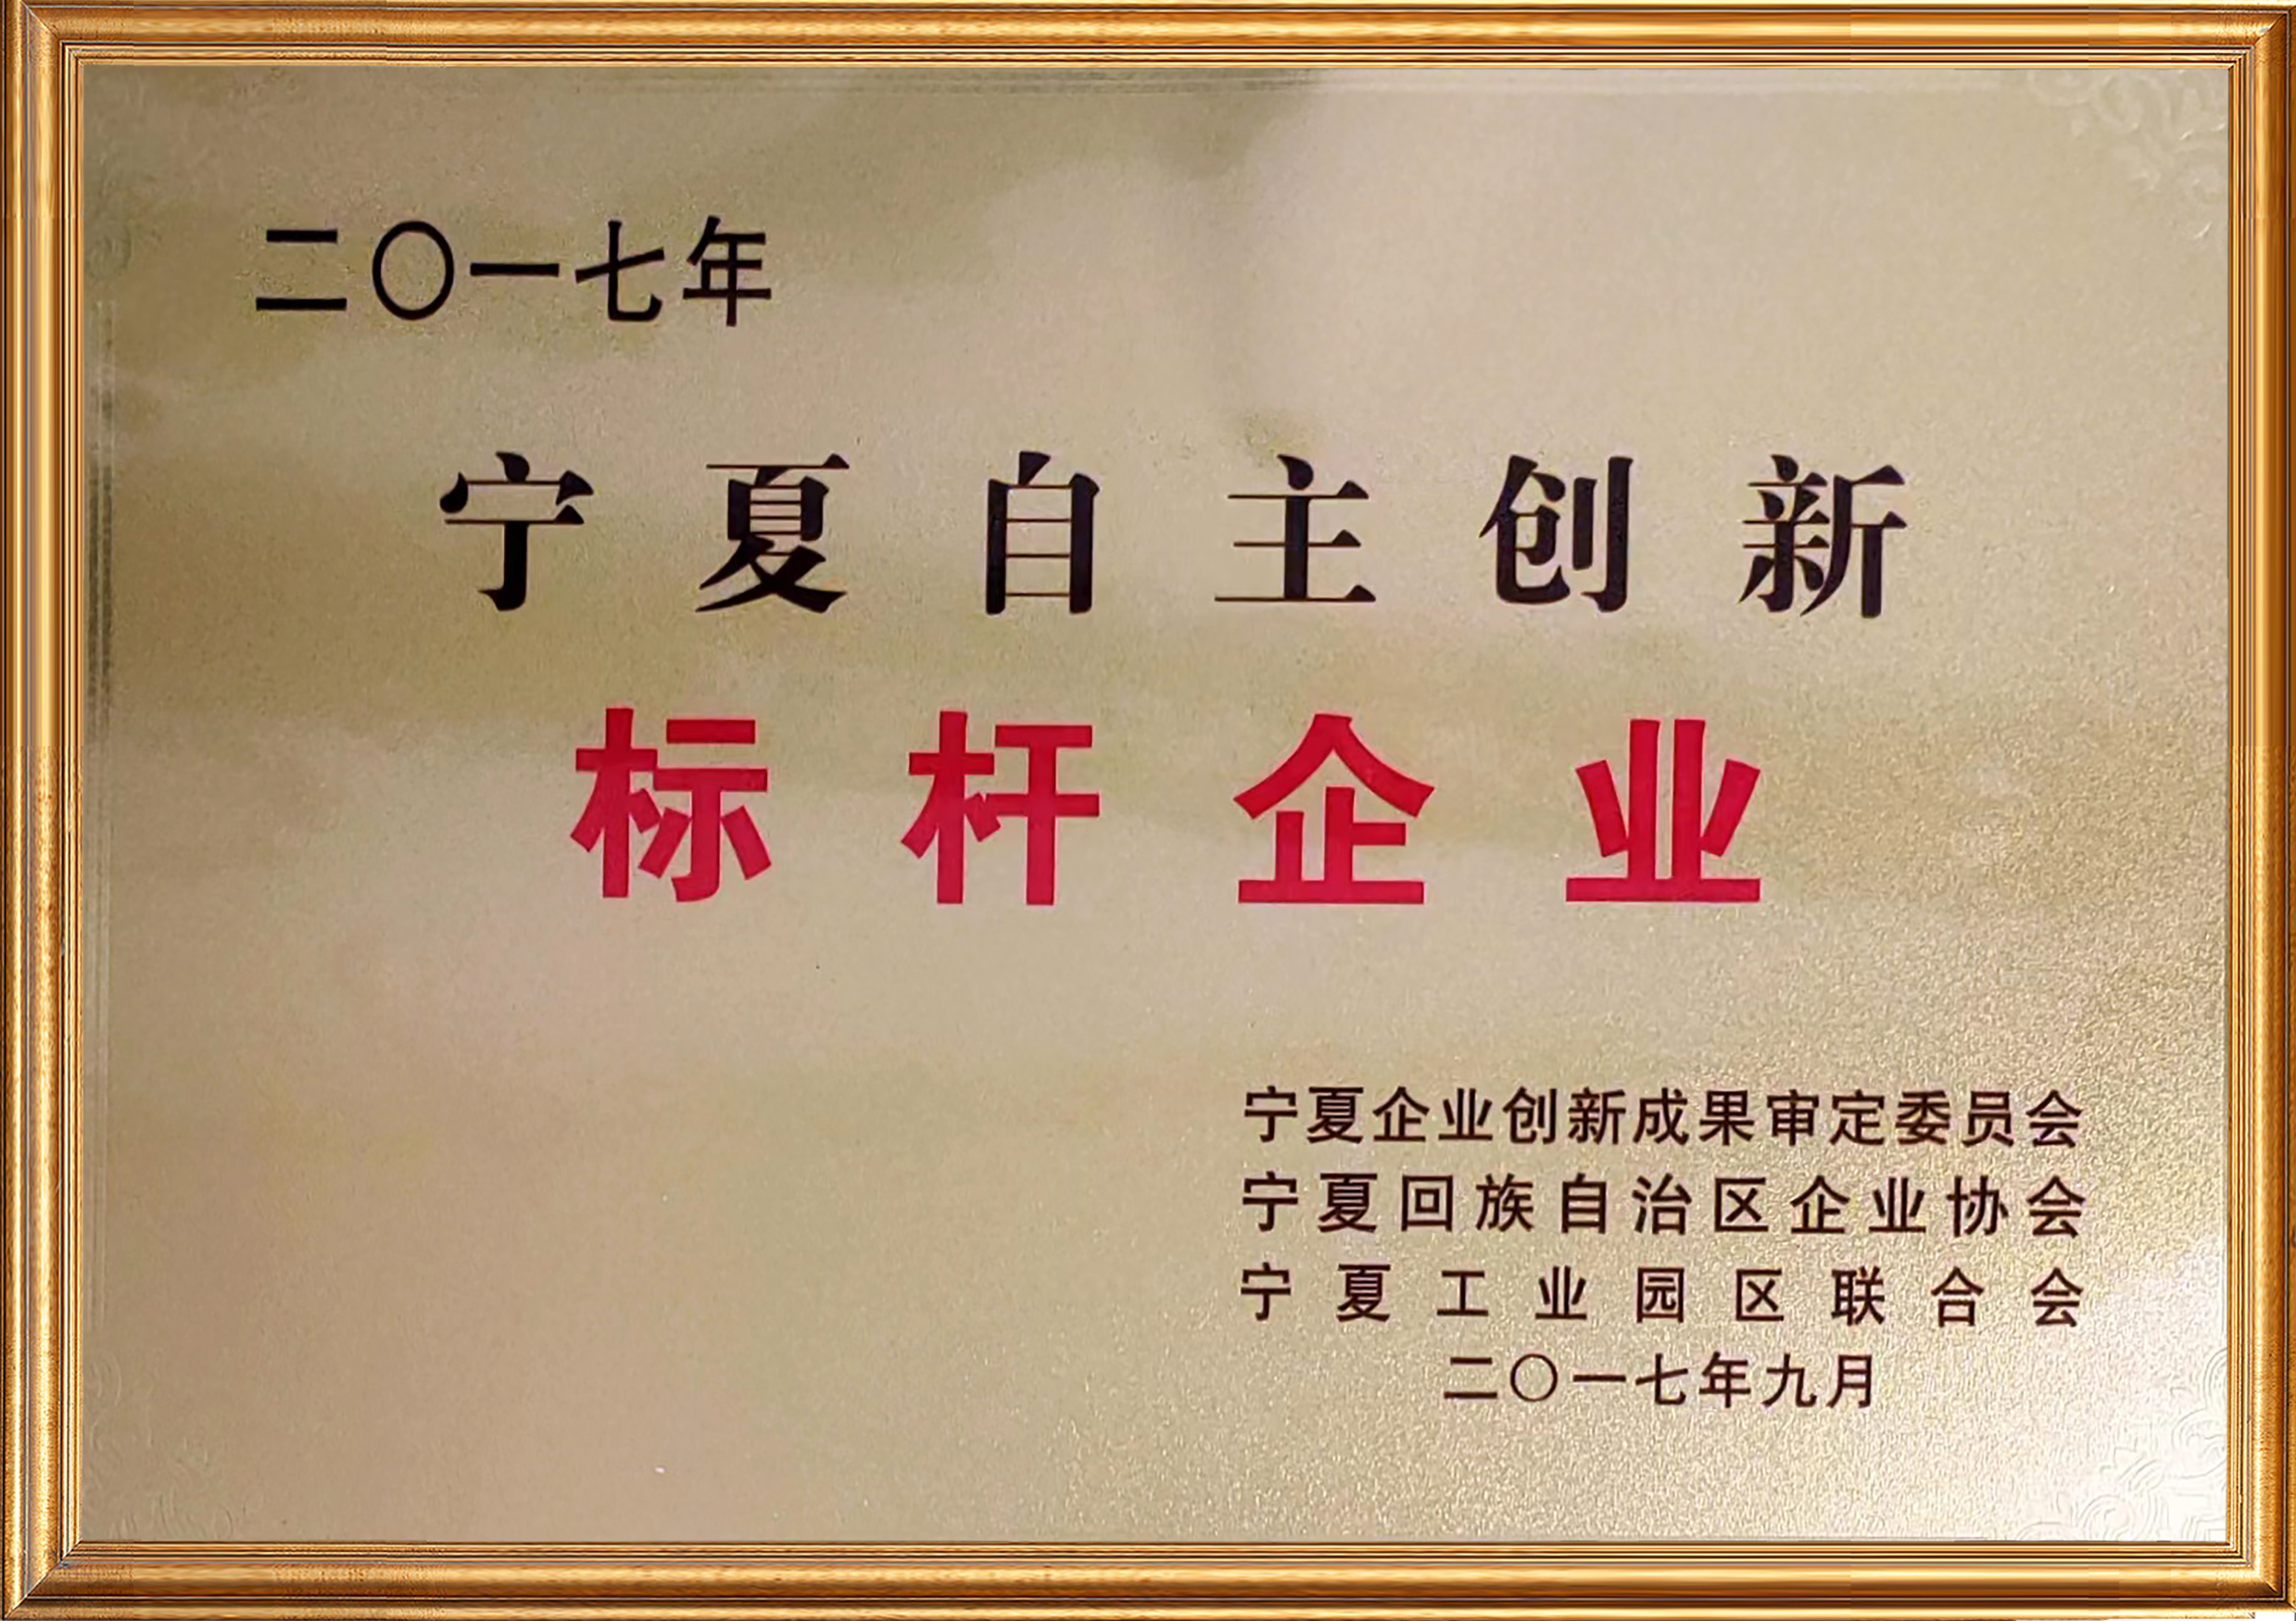 二〇一七年
宁夏自主创新
标杆企业
宁夏企业创新成果审定委员会
宁夏回族自治区企业协会
宁夏工业园区联合会
二〇一七年九月